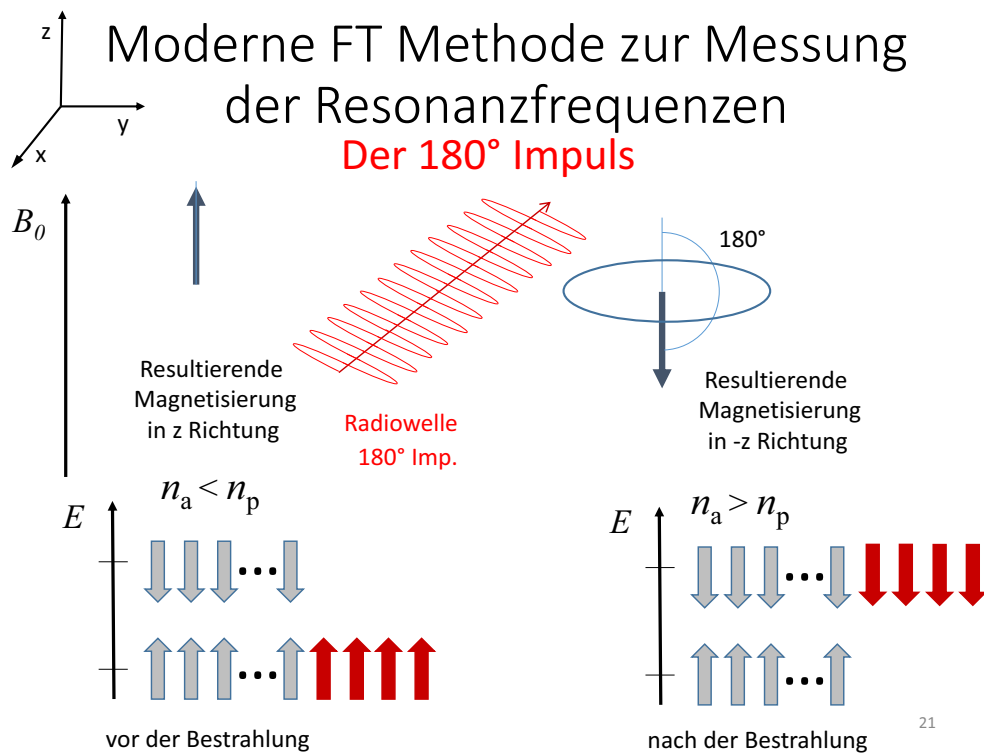 z
y
x
Moderne FT Methode zur Messung
der Resonanzfrequenzen
Der 180° Impuls
B0
180°
Resultierende
Magnetisierung
in z Richtung
Radiowelle
180° Imp.
Resultierende
Magnetisierung
in -z Richtung
na < np
E
vor der Bestrahlung
na > np
E
nach der Bestrahlung
21